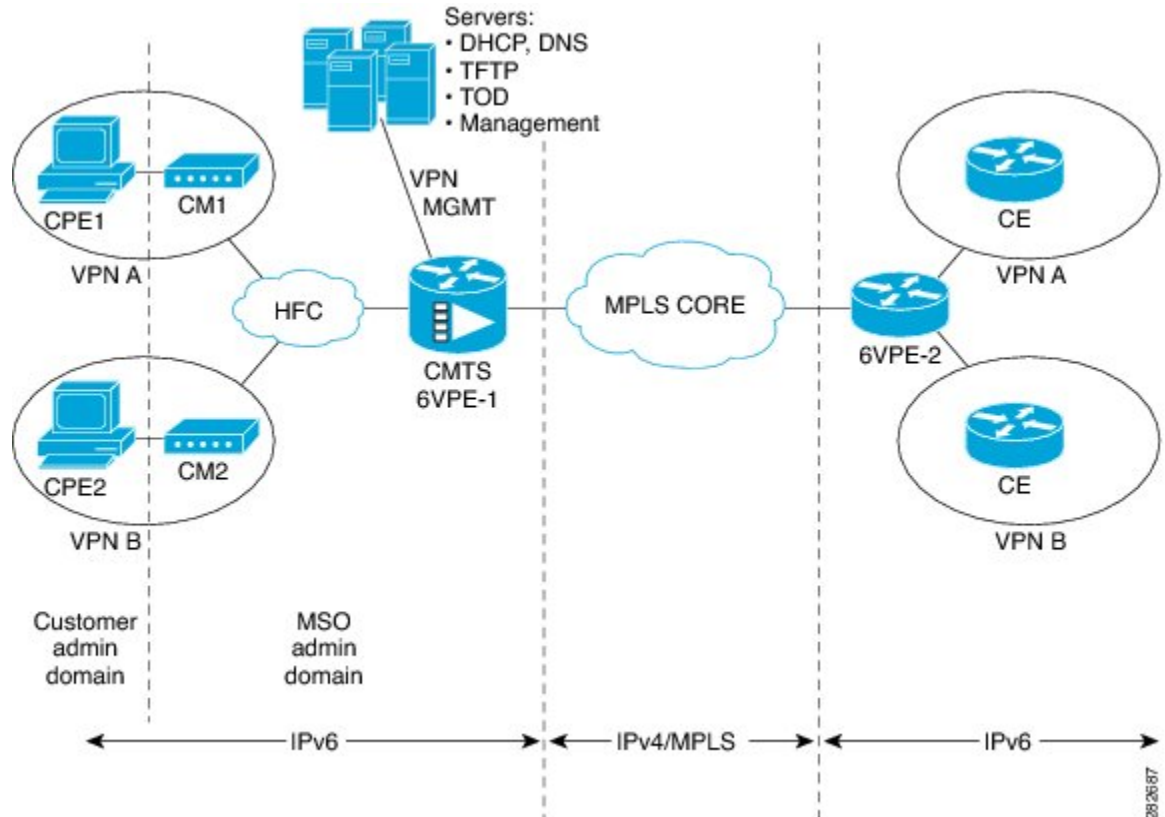 Servers:
• DHCP, DNS
• TFTP
• TOD
• Management
VPN
MGMT
CPE1
CM1
VPN A
HFC
CMTS
6VPE-1
MPLS CORE
6VPE-2
CE
VPN A
CPE2
CM2
VPN B
CE
VPN B
Customer
admin
domain
MSO
admin
domain
IPv6
IPv4/MPLS
IPv6
282687